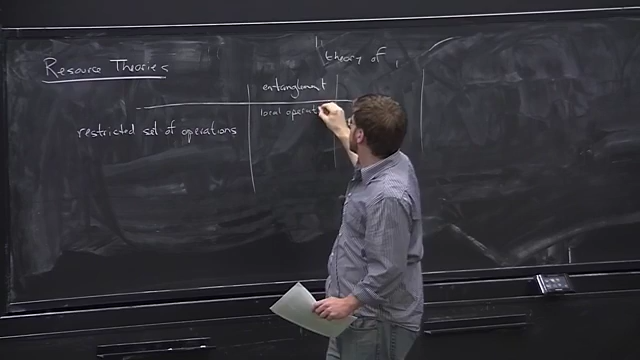 " theory of "
Resource Theories
entanglement
local operat
restricted set of operations